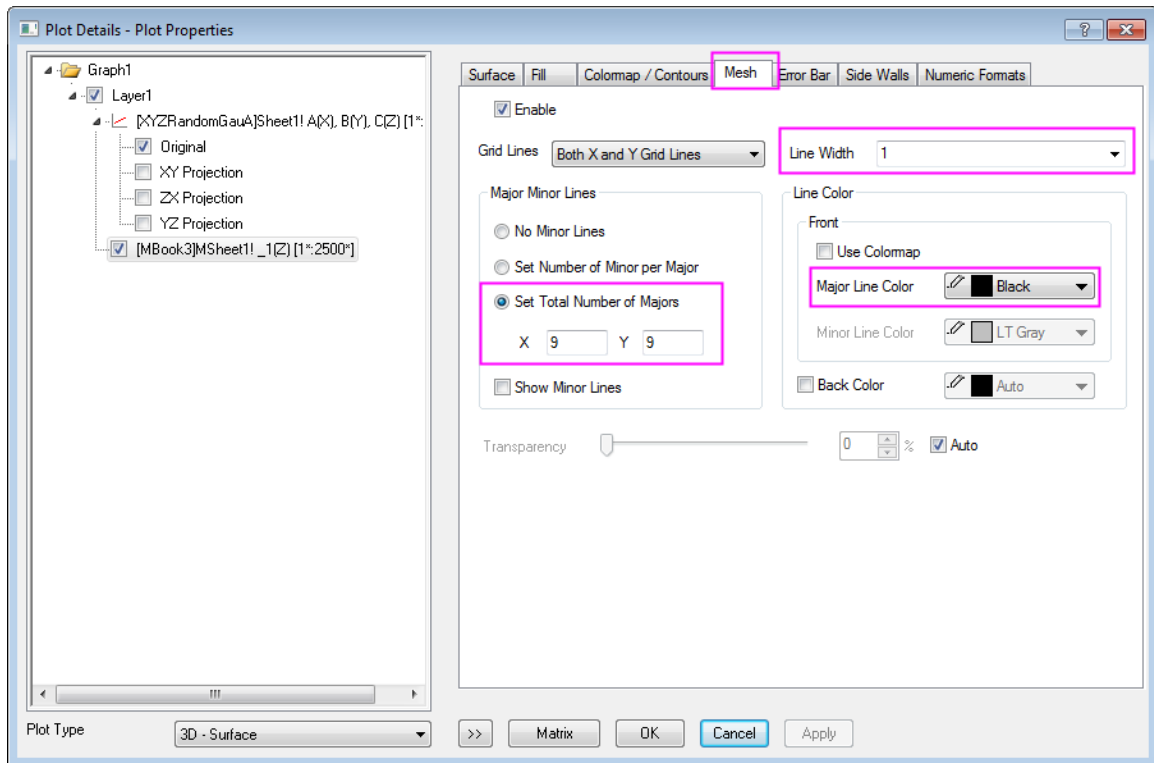 Plot Details - Plot Properties
Graph1
Layer1
[XYZRandomGauA]Sheet1! A(X), B(Y), C(Z) [1*:
Original
XY Projection
ZX Projection
YZ Projection
[MBook3]MSheet1! _1(Z) [1*:2500*]
Plot Type
3D - Surface
Surface Fill Colormap / Contours Mesh Error Bar Side Walls Numeric Formats
Enable
Grid Lines Both X and Y Grid Lines Line Width 1
Major Minor Lines
No Minor Lines
Set Number of Minor per Major
Set Total Number of Majors
X 9 Y 9
Show Minor Lines
Line Color
Front
Use Colormap
Major Line Color Black
Minor Line Color LT Gray
Back Color Auto
Transparency 0 % Auto
>> Matrix OK Cancel Apply